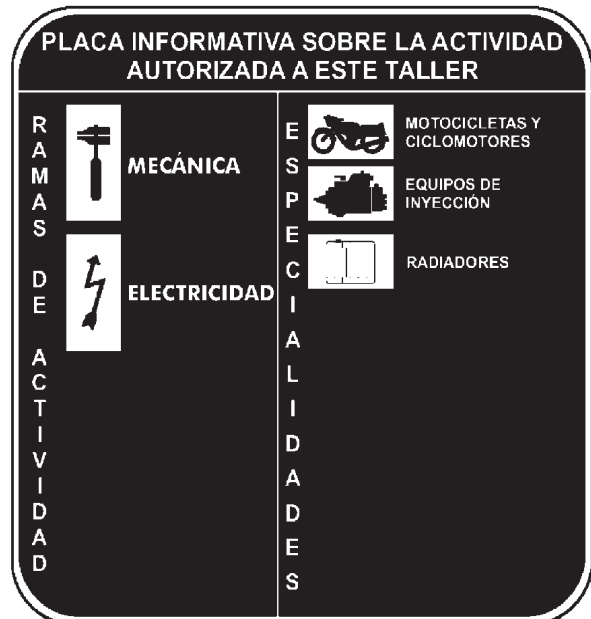 PLACA INFORMATIVA SOBRE LA ACTIVIDAD
AUTORIZADA A ESTE TALLER
RAMAS DE ACTIVIDAD
MECÁNICA
ELECTRICIDAD
ESPECIALIDADES
MOTOCICLETAS Y
CICLOMOTORES
EQUIPOS DE
INYECCIÓN
RADIADORES